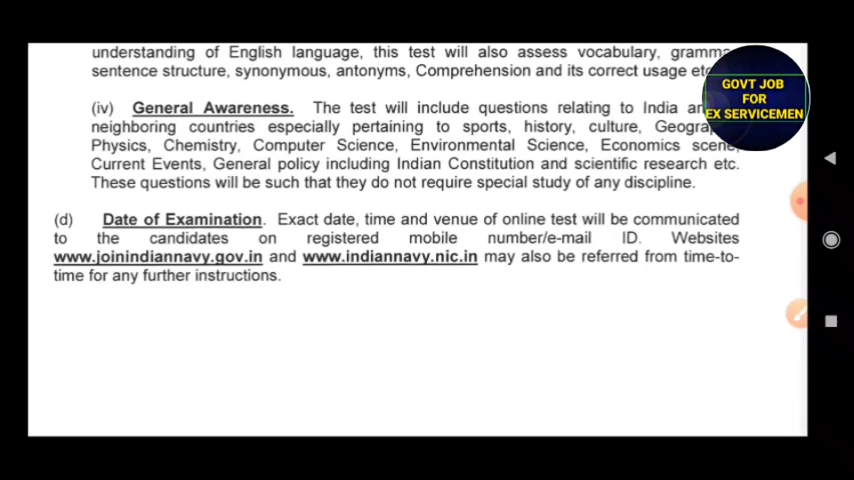 understanding of English language, this test will also assess vocabulary,
sentence structure, synonymous, antonyms, Comprehension and its correct usage etc
(iv) General Awareness. The test will include questions relating to India
neighboring countries especially pertaining to sports, history, culture,
Physics, Chemistry, Computer Science, Environmental Science, Economics scene,
Current Events, General policy including Indian Constitution and scientific research etc.
These questions will be such that they do not require special study of any discipline.
(d) Date of Examination. Exact date, time and venue of online test will be communicated
to the candidates on registered mobile number/e-mail ID. Websites
www.joinindiannavy.gov.in and www.indiannavy.nic.in may also be referred from time-to-
time for any further instructions.
GOVT JOB
FOR
EX SERVICEMEN